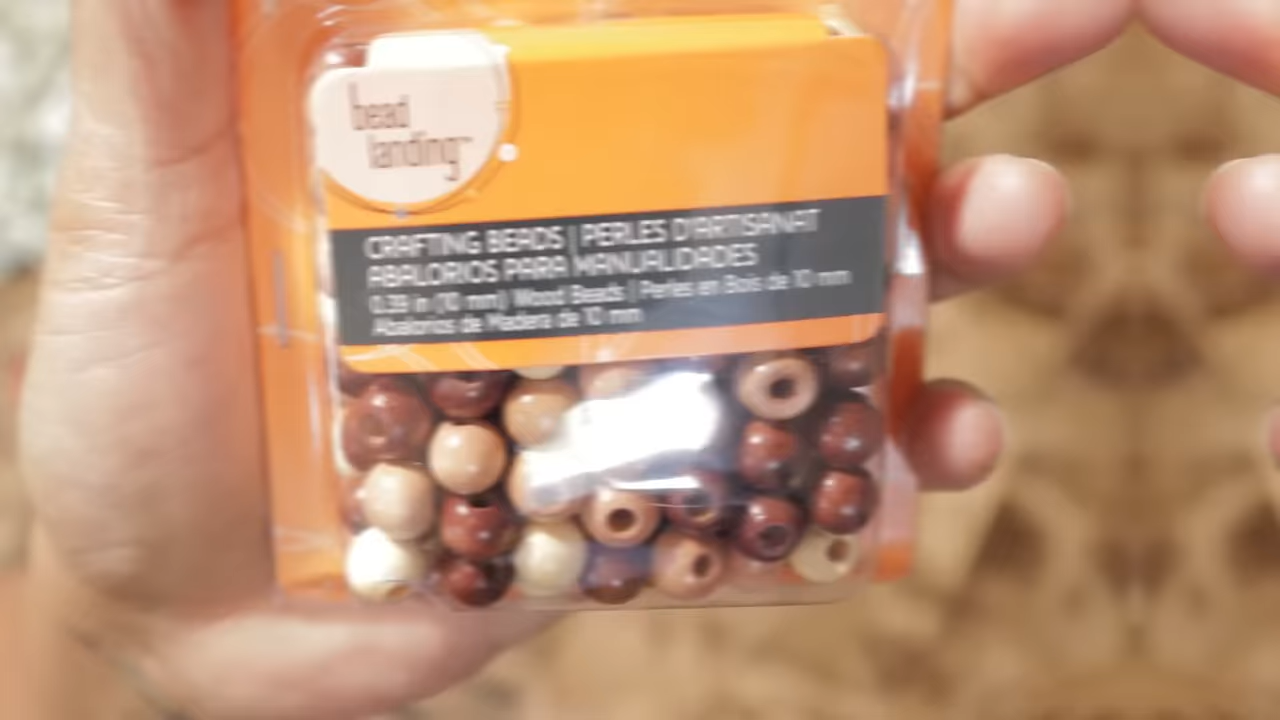 bead
landing™
CRAFTING BEADS | PERLES D'ARTISANAT
ABALORIOS PARA MANUALIDADES
0.39 in (10 mm) Wood Beads | Perles en Bois de 10 mm
Abalorios de Madera de 10 mm